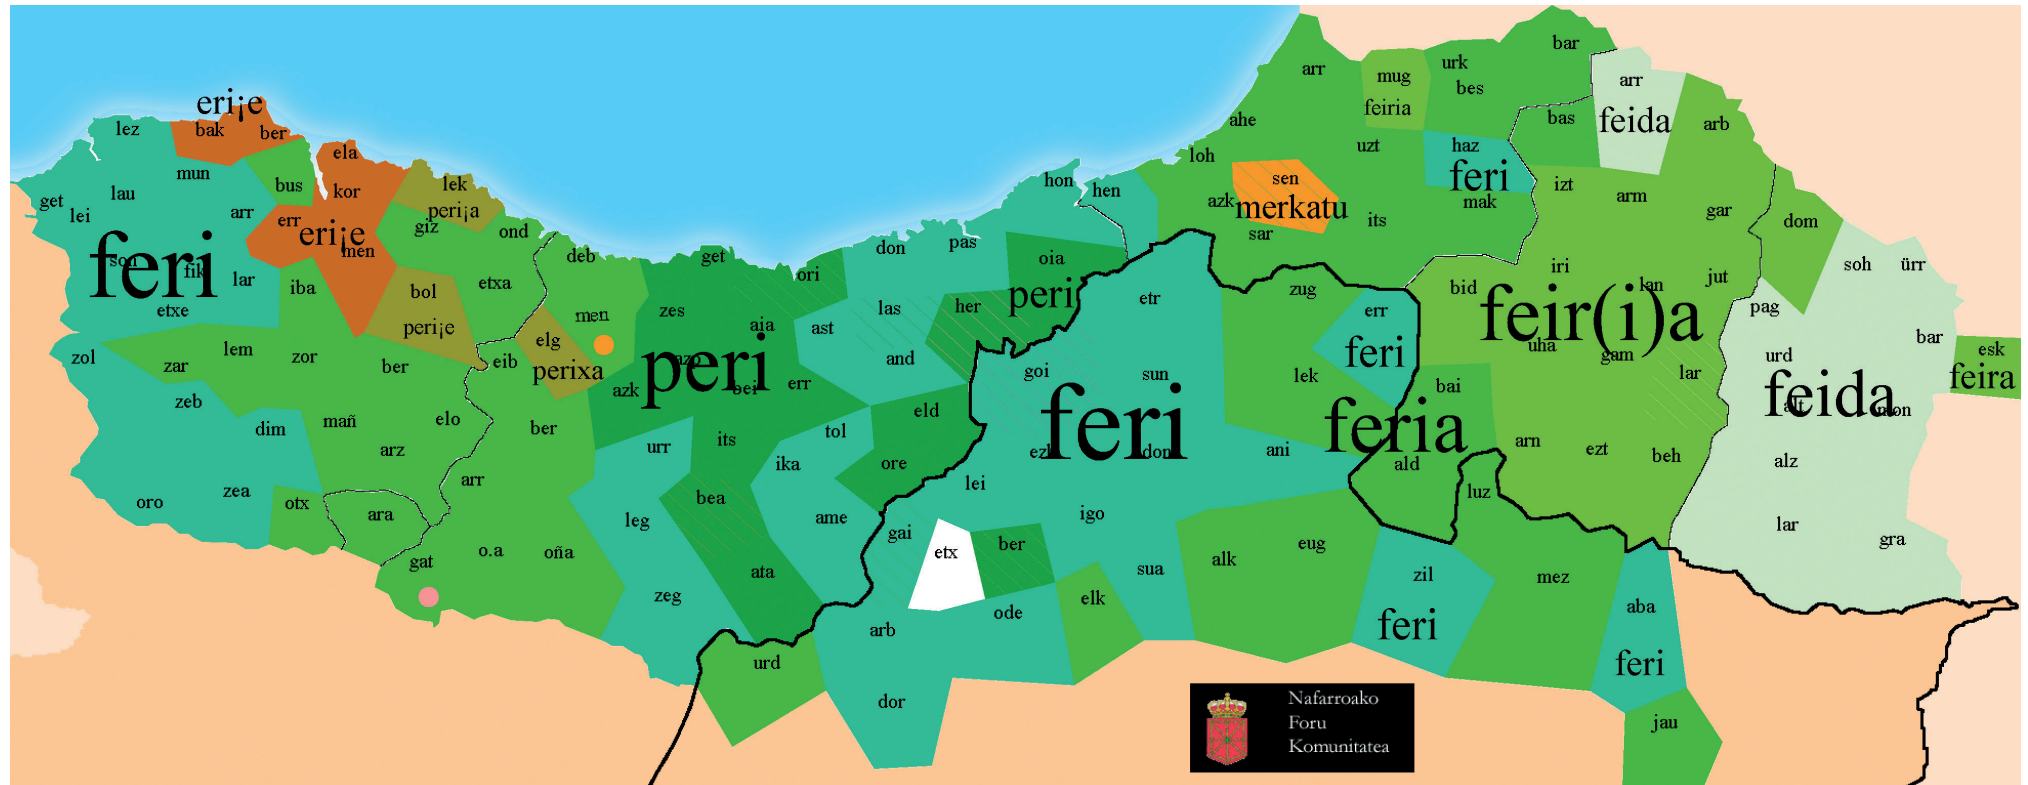 bar
arr
urk
mug
bes
arr
feiria
eri¡e
ahe
bas
feida
arb
lez
bak
ber
uzt
haz
ela
loh
mun
feri
sen
izt
lek
kor
bus
hon
hen
lau
get
azk
merkatu
mak
arm
peri¡a
lei
arr
err
its
gar
dom
giz
ond
eri¡e
sar
men
don
pas
feri
son
fik
lar
deb
get
oia
iri
soh
ürr
iba
etxa
ori
zug
bid
lan
jut
bol
peri
etr
feir(i)a
pag
etxe
men
zes
las
her
err
peri¡e
aia
ast
uha
bar
lem
elg
feri
gam
urd
esk
zol
zar
zor
ber
eib
perixa
azo
and
goi
sun
lek
lar
feira
peri
azk
bei
err
bai
feida
zeb
mañ
elo
eld
feri
feria
alt
mon
dim
ber
its
tol
arn
arz
urr
ika
ore
ezk
don
ani
ald
ezt
beh
alz
oro
zea
otx
arr
bea
lei
luz
ara
leg
ame
gai
igo
lar
gat
o.a
oña
etx
ber
alk
eug
gra
ata
sua
zil
mez
zeg
elk
ode
aba
arb
feri
urd
feri
dor
jau
Nafarroako
Foru
Komunitatea